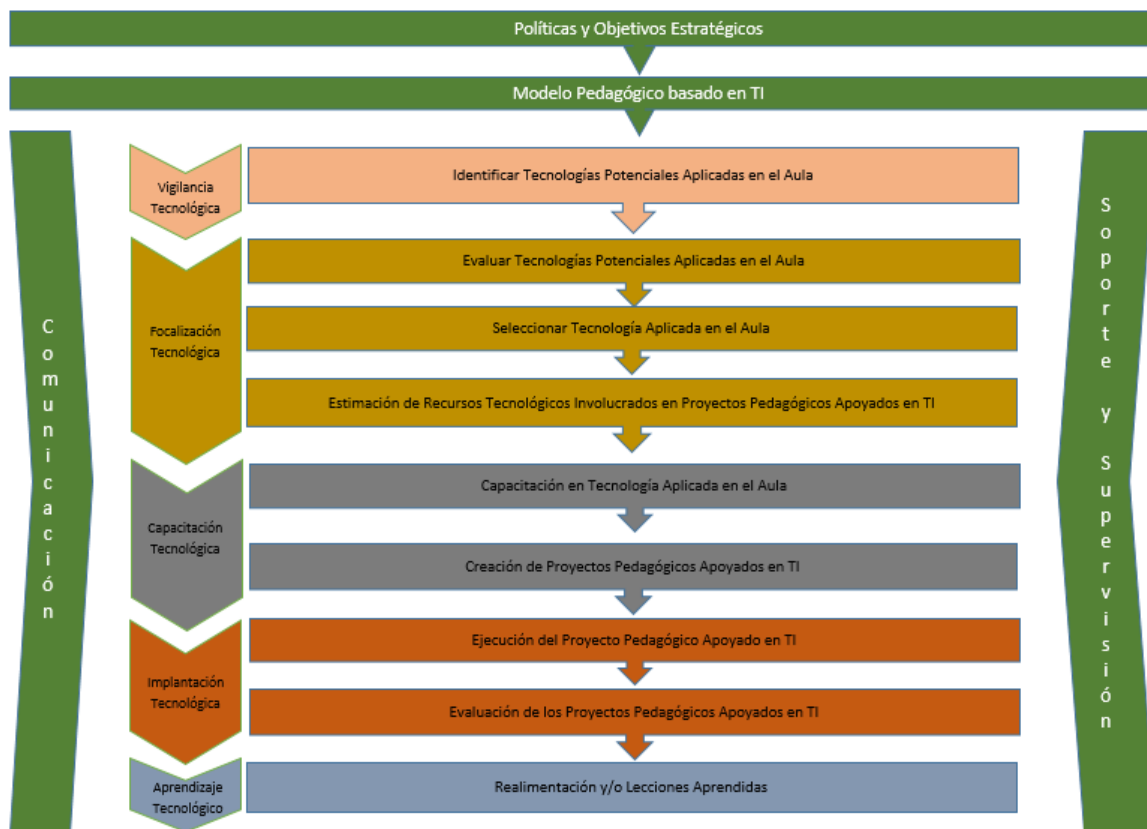 Políticas y Objetivos Estratégicos
Modelo Pedagógico basado en TI
Comunicación
Vigilancia
Tecnológica
Identificar Tecnologías Potenciales Aplicadas en el Aula
Focalización
Tecnológica
Evaluar Tecnologías Potenciales Aplicadas en el Aula
Seleccionar Tecnología Aplicada en el Aula
Estimación de Recursos Tecnológicos Involucrados en Proyectos Pedagógicos Apoyados en TI
Capacitación
Tecnológica
Capacitación en Tecnología Aplicada en el Aula
Creación de Proyectos Pedagógicos Apoyados en TI
Implantación
Tecnológica
Ejecución del Proyecto Pedagógico Apoyado en TI
Evaluación de los Proyectos Pedagógicos Apoyados en TI
Aprendizaje
Tecnológico
Realimentación y/o Lecciones Aprendidas
Soporte y Supervisión